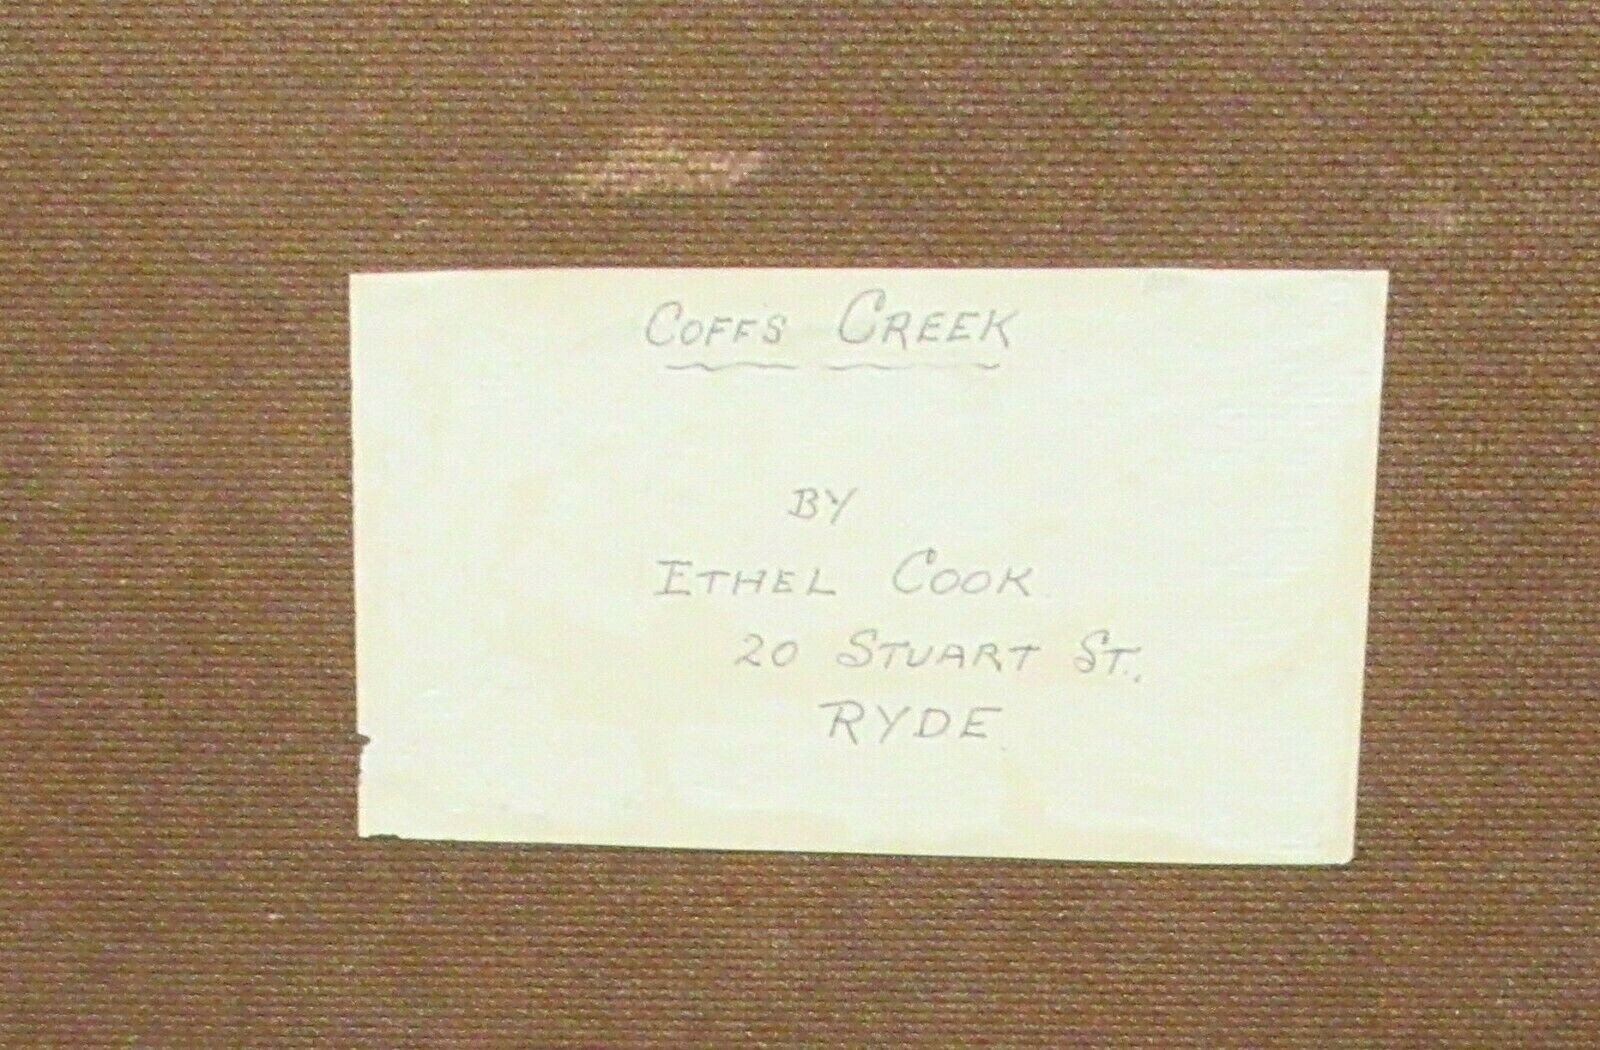 COFFS CREEK
BY
ETHEL COOK
20 STUART ST.,
RYDE.